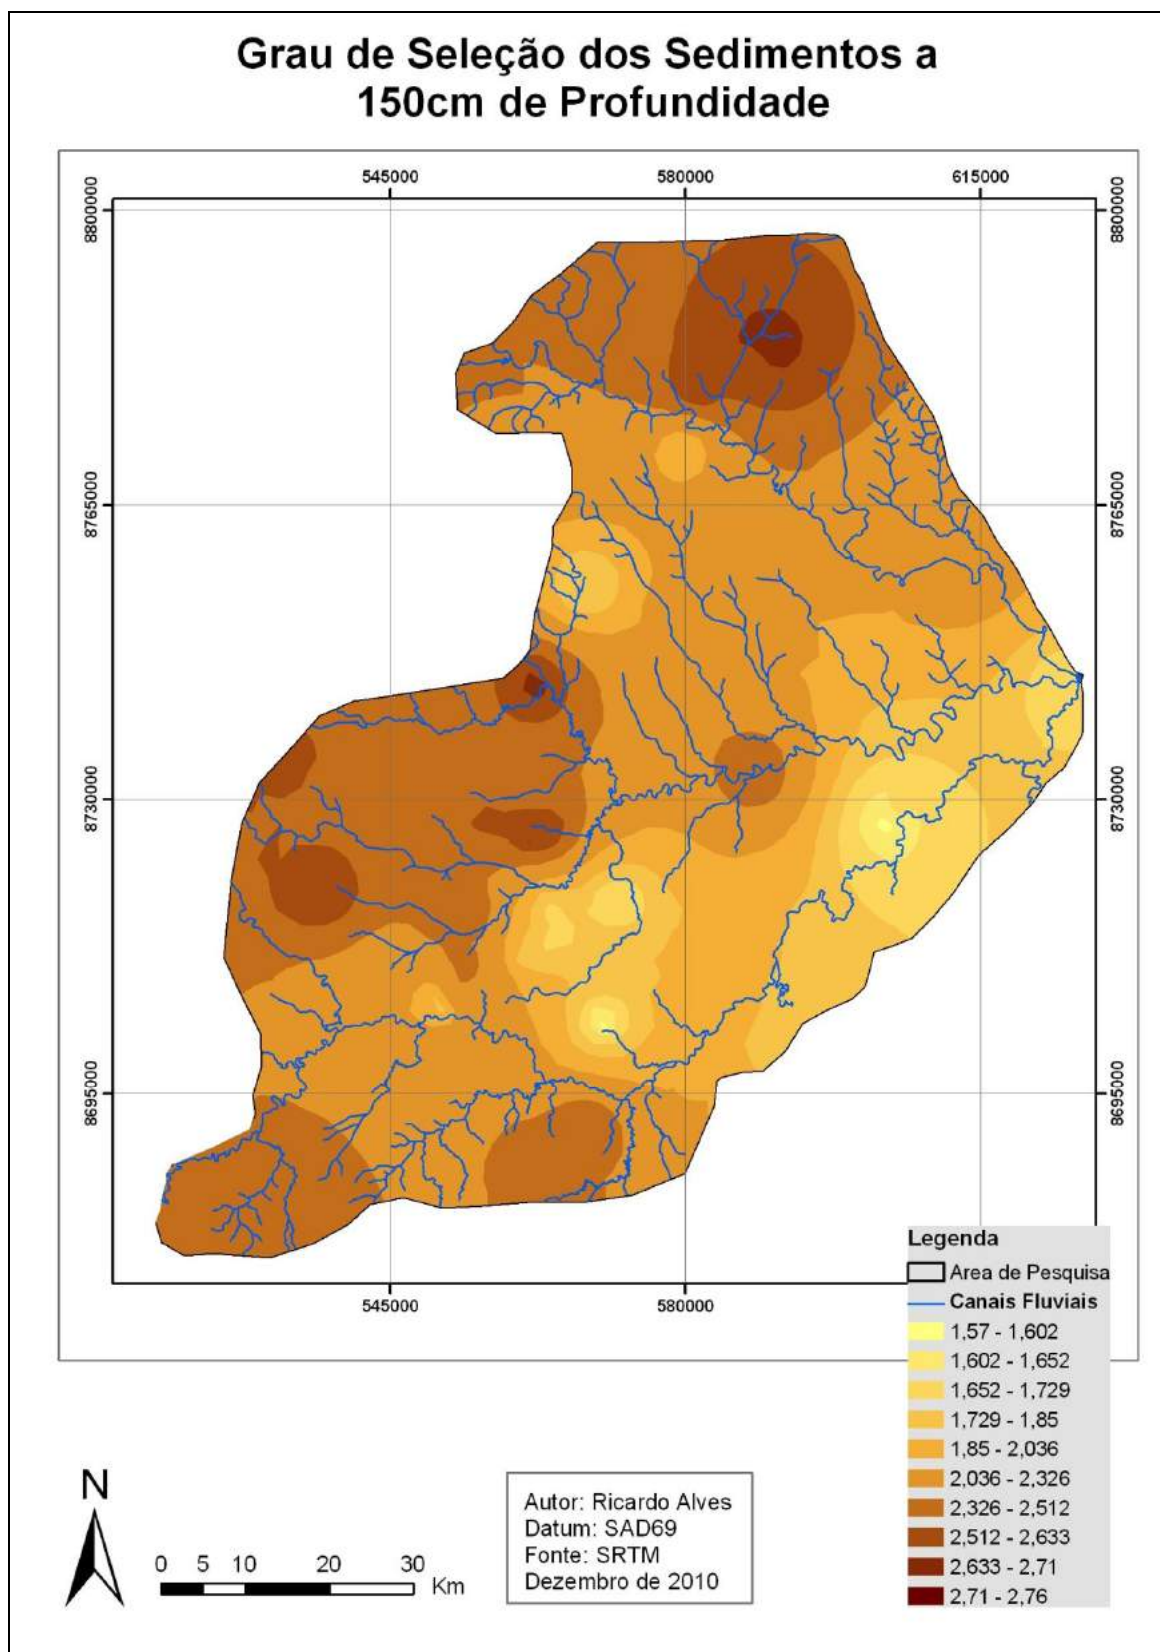 Grau de Seleção dos Sedimentos a
150cm de Profundidade
545000 580000 615000
8800000 8800000
8765000 8765000
8730000 8730000
8695000 8695000
545000 580000
Legenda
Area de Pesquisa
Canais Fluviais
1,57 - 1,602
1,602 - 1,652
1,652 - 1,729
1,729 - 1,85
1,85 - 2,036
2,036 - 2,326
2,326 - 2,512
2,512 - 2,633
2,633 - 2,71
2,71 - 2,76
N
0 5 10 20 30
Km
Autor: Ricardo Alves
Datum: SAD69
Fonte: SRTM
Dezembro de 2010